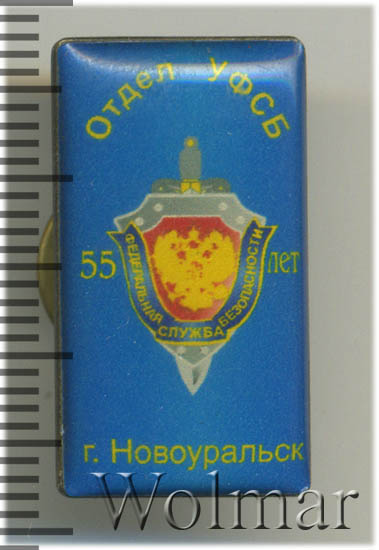 Отдел УФСБ
55 лет
ФЕДЕРАЛЬНАЯ СЛУЖБА БЕЗОПАСНОСТИ
г. Новоуральск
Wolmar